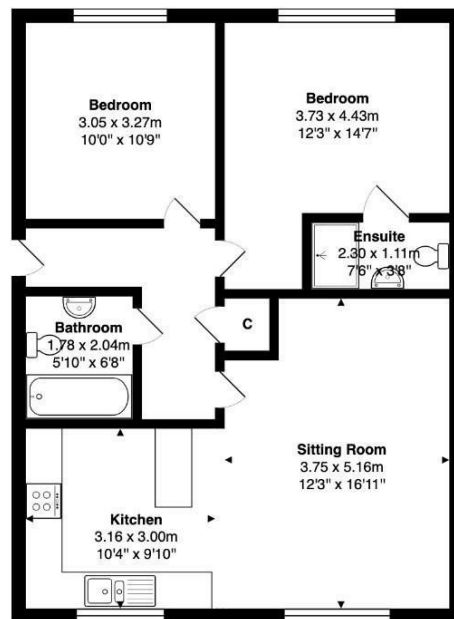 Bedroom
3.05 x 3.27m
10'0" x 10'9"
Bedroom
3.73 x 4.43m
12'3" x 14'7"
Ensuite
2.30 x 1.11m
7'6" x 3'8"
Bathroom
1.78 x 2.04m
5'10" x 6'8"
C
Sitting Room
3.75 x 5.16m
12'3" x 16'11"
Kitchen
3.16 x 3.00m
10'4" x 9'10"